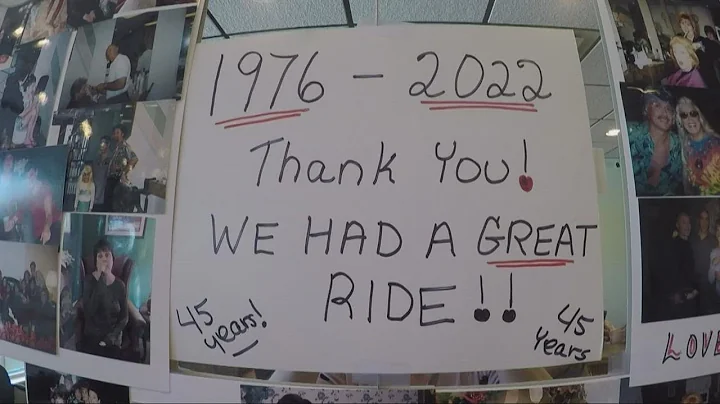 1976 - 2022
Thank You!
WE HAD A GREAT
RIDE!!
45
years!
45
Years
LOVE